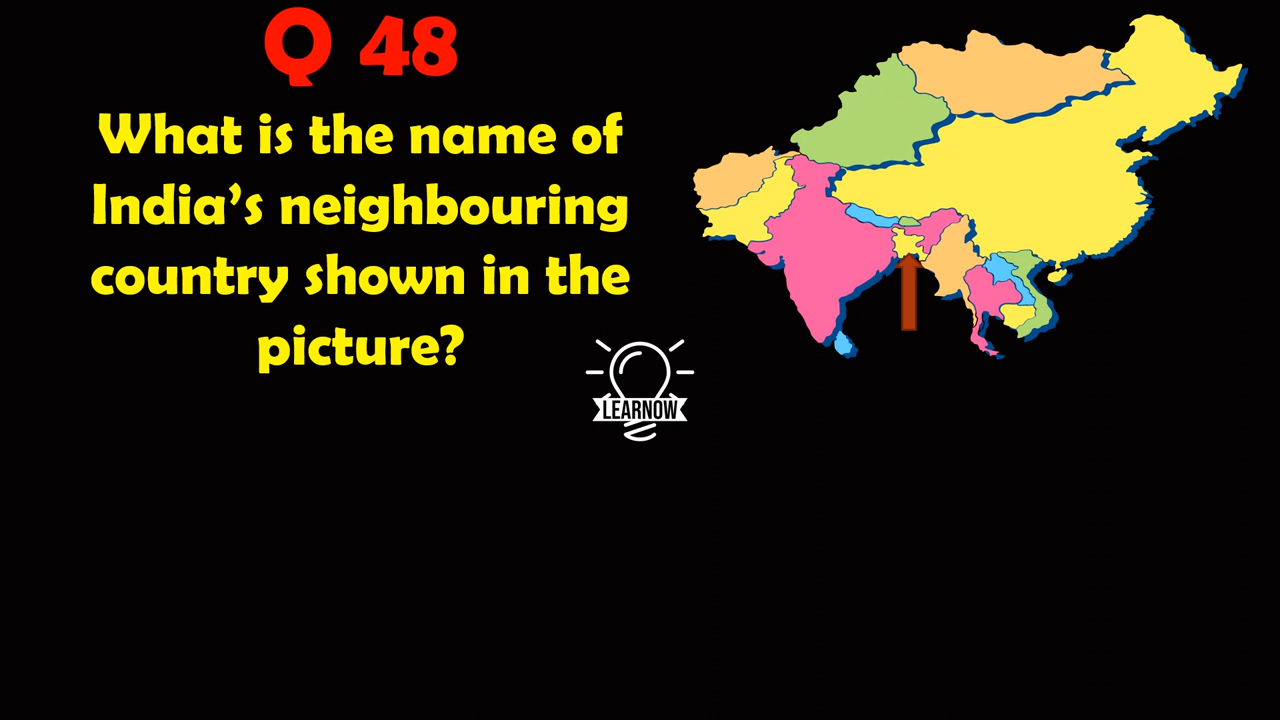 Q 48
What is the name of
India's neighbouring
country shown in the
picture?
LEARNOW